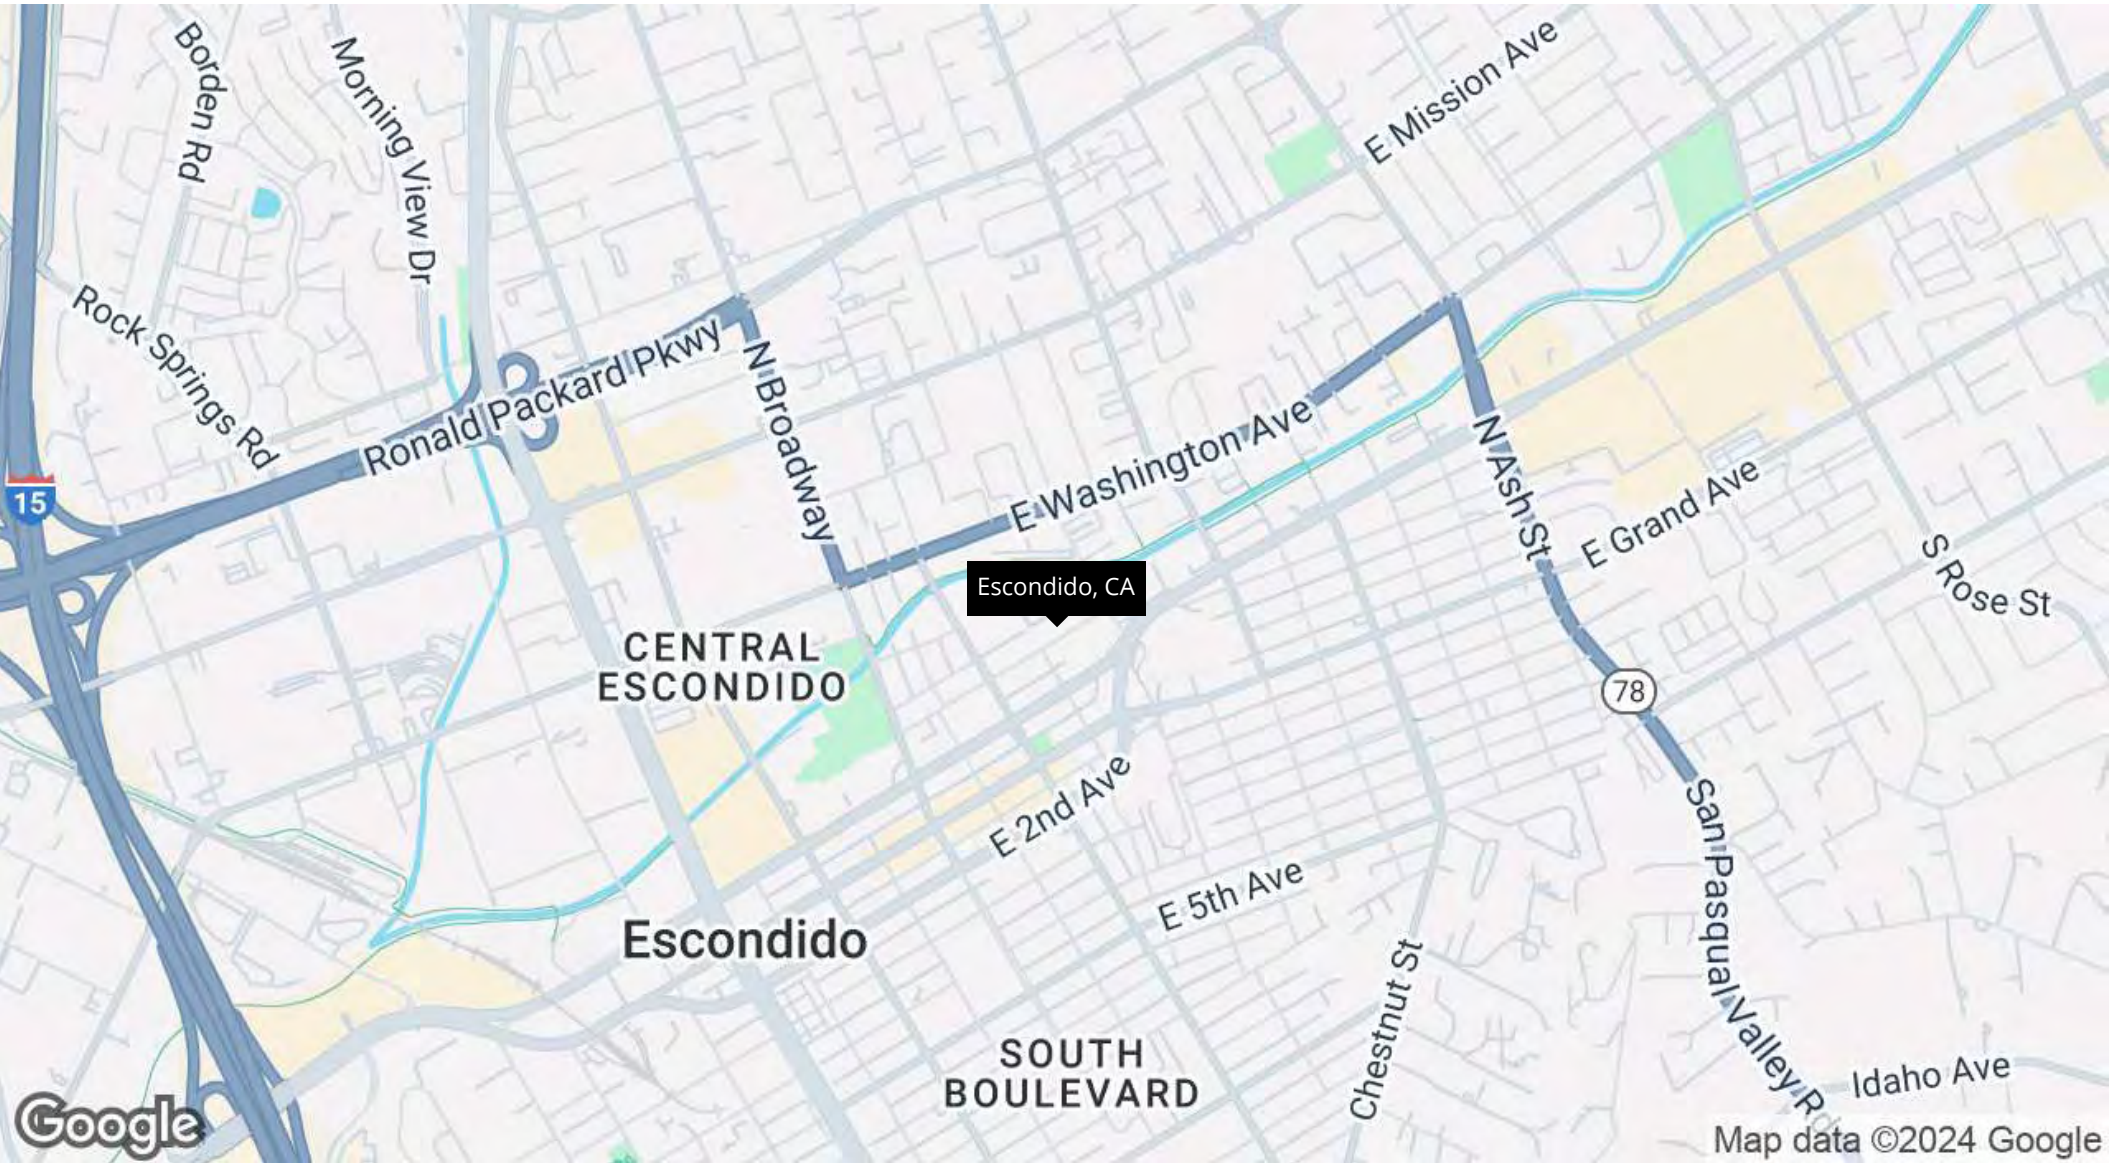 Borden Rd
Morning View Dr
E Mission Ave
Rock Springs Rd
Ronald Packard Pkwy
N Broadway
E Washington Ave
N Ash St
15
E Grand Ave
S Rose St
Escondido, CA
CENTRAL
ESCONDIDO
78
E 2nd Ave
San Pasqual Valley Rd
E 5th Ave
Escondido
Chestnut St
SOUTH
BOULEVARD
Idaho Ave
Google
Map data ©2024 Google